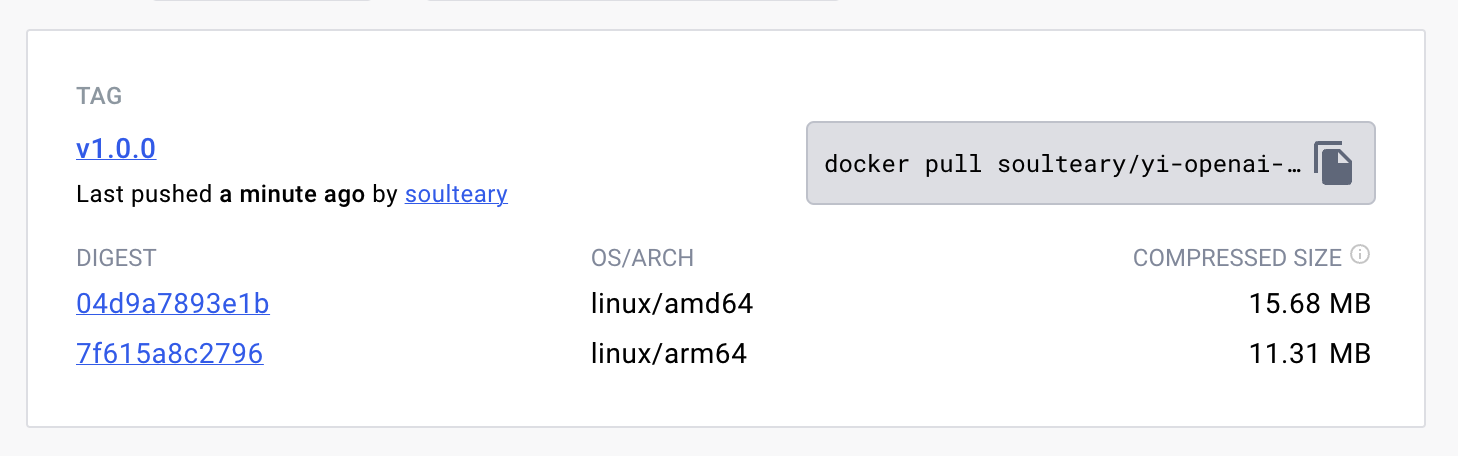 TAG
v1.0.0
docker pull soulteary/yi-openai-…
Last pushed a minute ago by soulteary
DIGEST OS/ARCH COMPRESSED SIZE
04d9a7893e1b linux/amd64 15.68 MB
7f615a8c2796 linux/arm64 11.31 MB